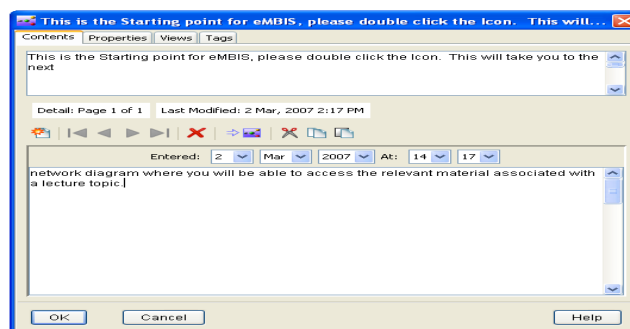 This is the Starting point for eMBIS, please double click the Icon.  This will...
Contents Properties Views Tags
This is the Starting point for eMBIS, please double click the Icon.  This will take you to the
next
Detail: Page 1 of 1 Last Modified: 2 Mar, 2007 2:17 PM
Entered: 2 Mar 2007 At: 14 17
network diagram where you will be able to access the relevant material associated with
a lecture topic.
OK Cancel Help